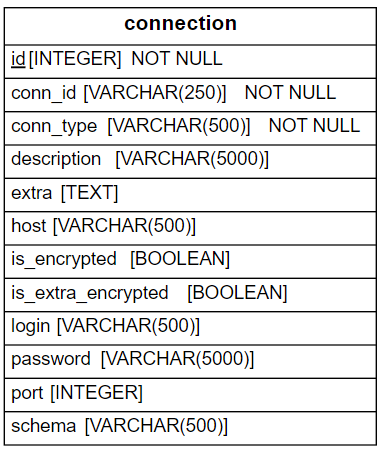 connection
id [INTEGER] NOT NULL
conn_id [VARCHAR(250)] NOT NULL
conn_type [VARCHAR(500)] NOT NULL
description [VARCHAR(5000)]
extra [TEXT]
host [VARCHAR(500)]
is_encrypted [BOOLEAN]
is_extra_encrypted [BOOLEAN]
login [VARCHAR(500)]
password [VARCHAR(5000)]
port [INTEGER]
schema [VARCHAR(500)]